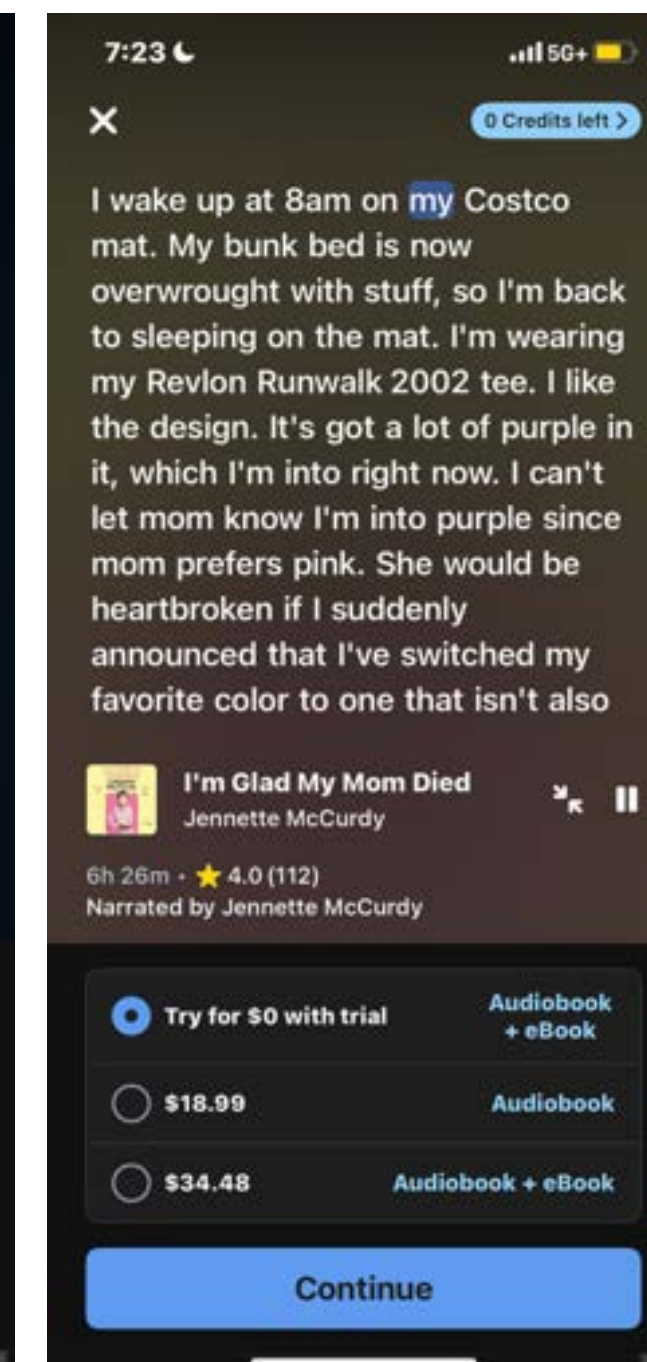 7:23
5G+
0 Credits left >
I wake up at 8am on my Costco
mat. My bunk bed is now
overwrought with stuff, so I'm back
to sleeping on the mat. I'm wearing
my Revlon Runwalk 2002 tee. I like
the design. It's got a lot of purple in
it, which I'm into right now. I can't
let mom know I'm into purple since
mom prefers pink. She would be
heartbroken if I suddenly
announced that I've switched my
favorite color to one that isn't also
I'm Glad My Mom Died
Jennette McCurdy
6h 26m • ⭐ 4.0 (112)
Narrated by Jennette McCurdy
Try for $0 with trial
Audiobook
+ eBook
$18.99 Audiobook
$34.48 Audiobook + eBook
Continue